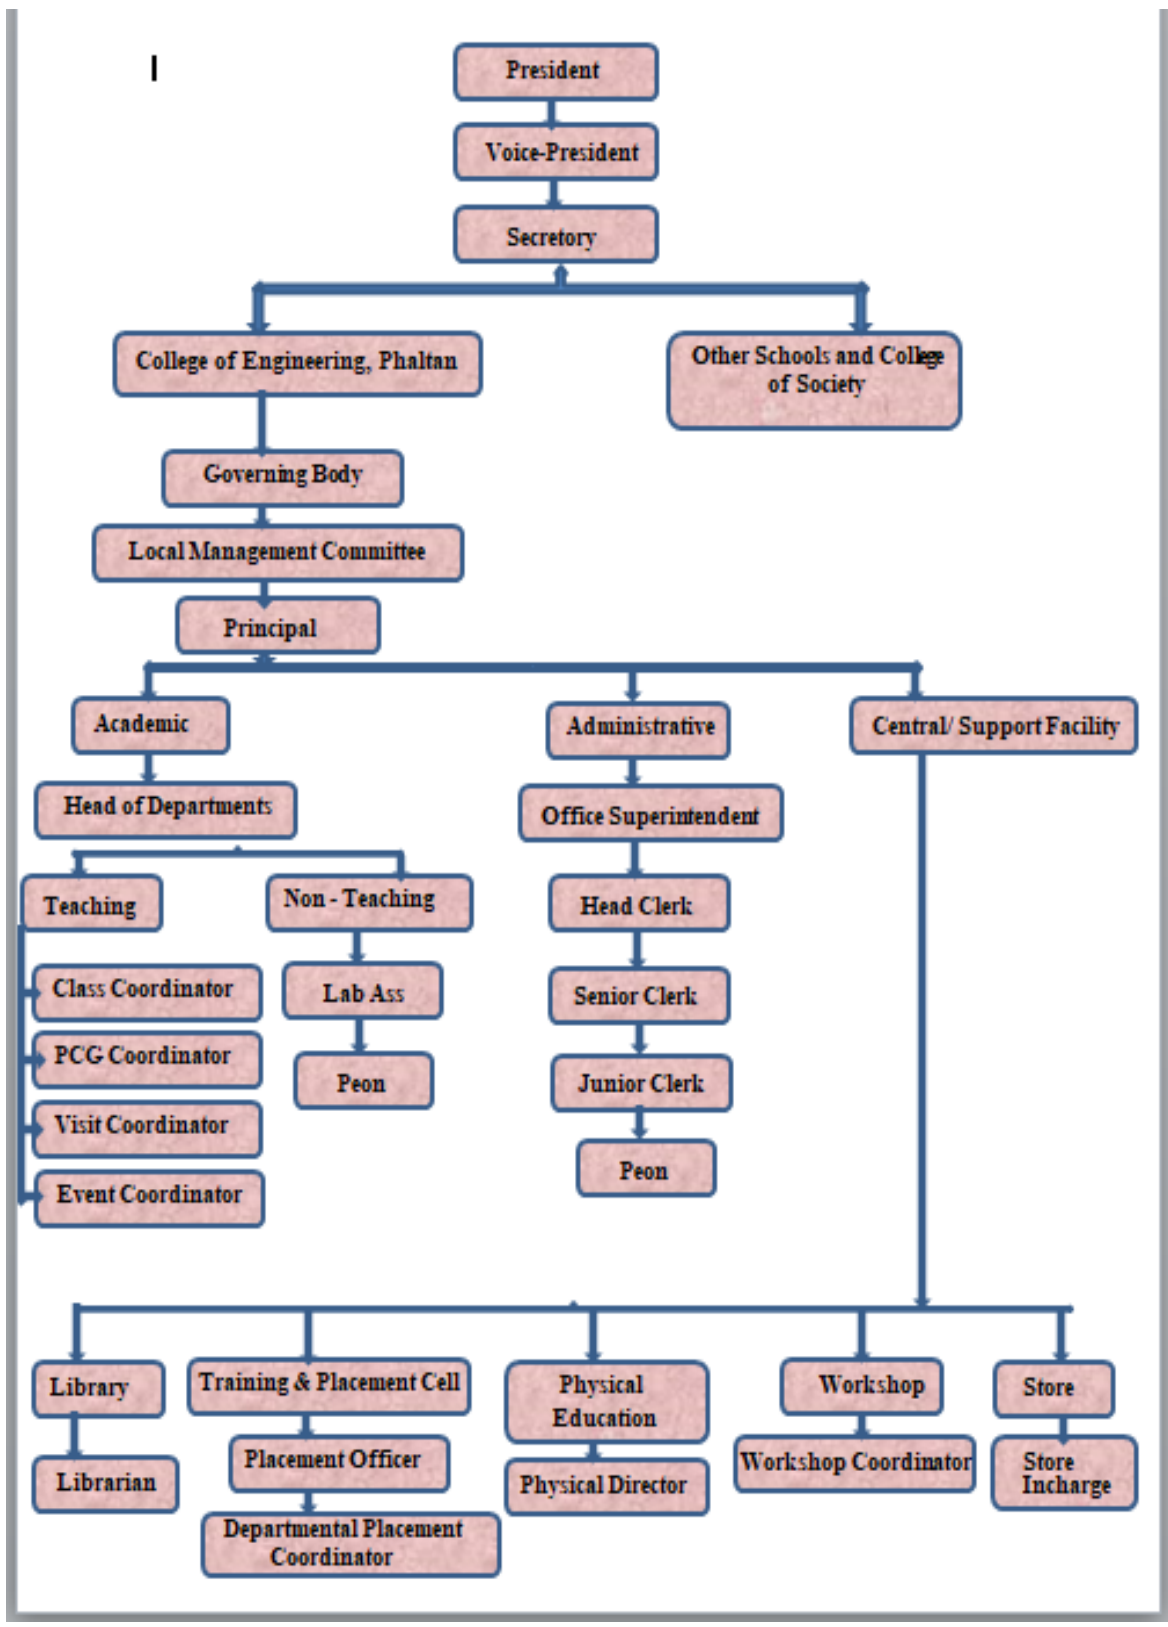 I
President
Voice-President
Secretory
College of Engineering, Phaltan
Other Schools and College
of Society
Governing Body
Local Management Committee
Principal
Academic
Administrative
Central/ Support Facility
Head of Departments
Office Superintendent
Teaching
Non - Teaching
Head Clerk
Class Coordinator
Lab Ass
Senior Clerk
PCG Coordinator
Peon
Junior Clerk
Visit Coordinator
Peon
Event Coordinator
Library
Training & Placement Cell
Physical
Education
Workshop
Store
Librarian
Placement Officer
Physical Director
Workshop Coordinator
Store
Incharge
Departmental Placement
Coordinator